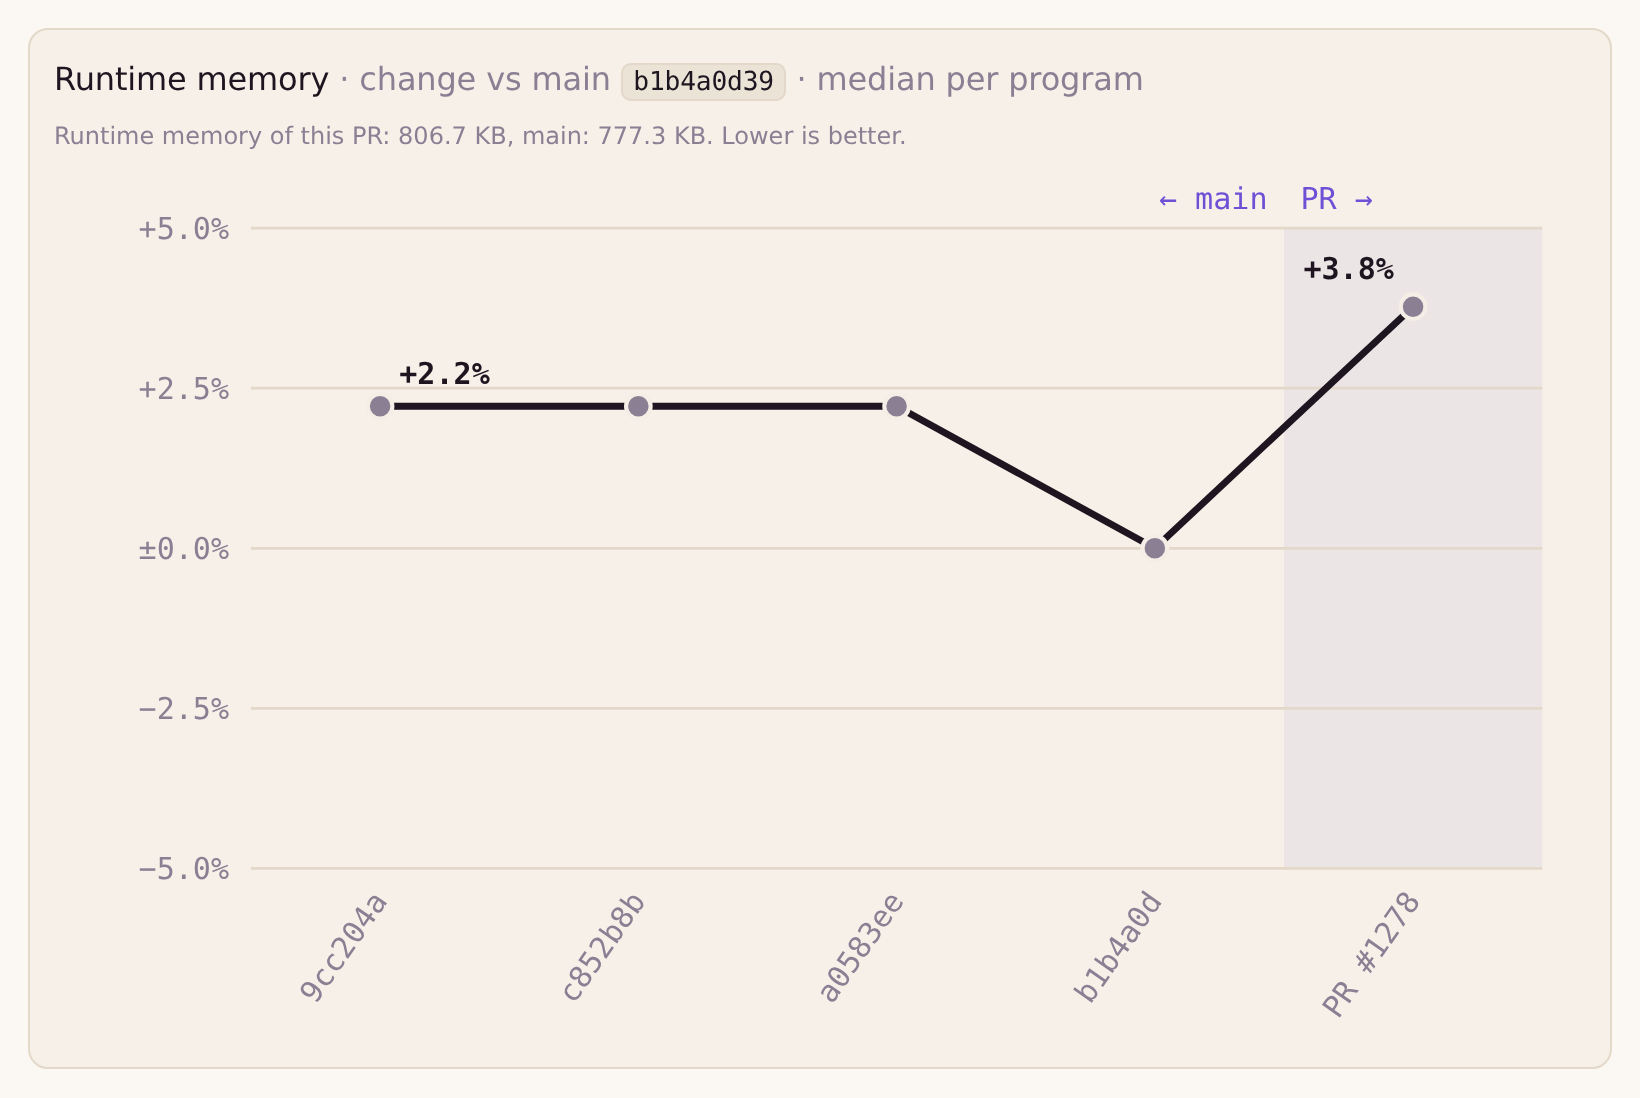 Runtime memory · change vs main b1b4a0d39 · median per program
Runtime memory of this PR: 806.7 KB, main: 777.3 KB. Lower is better.
← main PR →
+5.0%
+3.8%
+2.2%
+2.5%
±0.0%
−2.5%
−5.0%
9cc204a
c852b8b
a0583ee
b1b4a0d
PR #1278